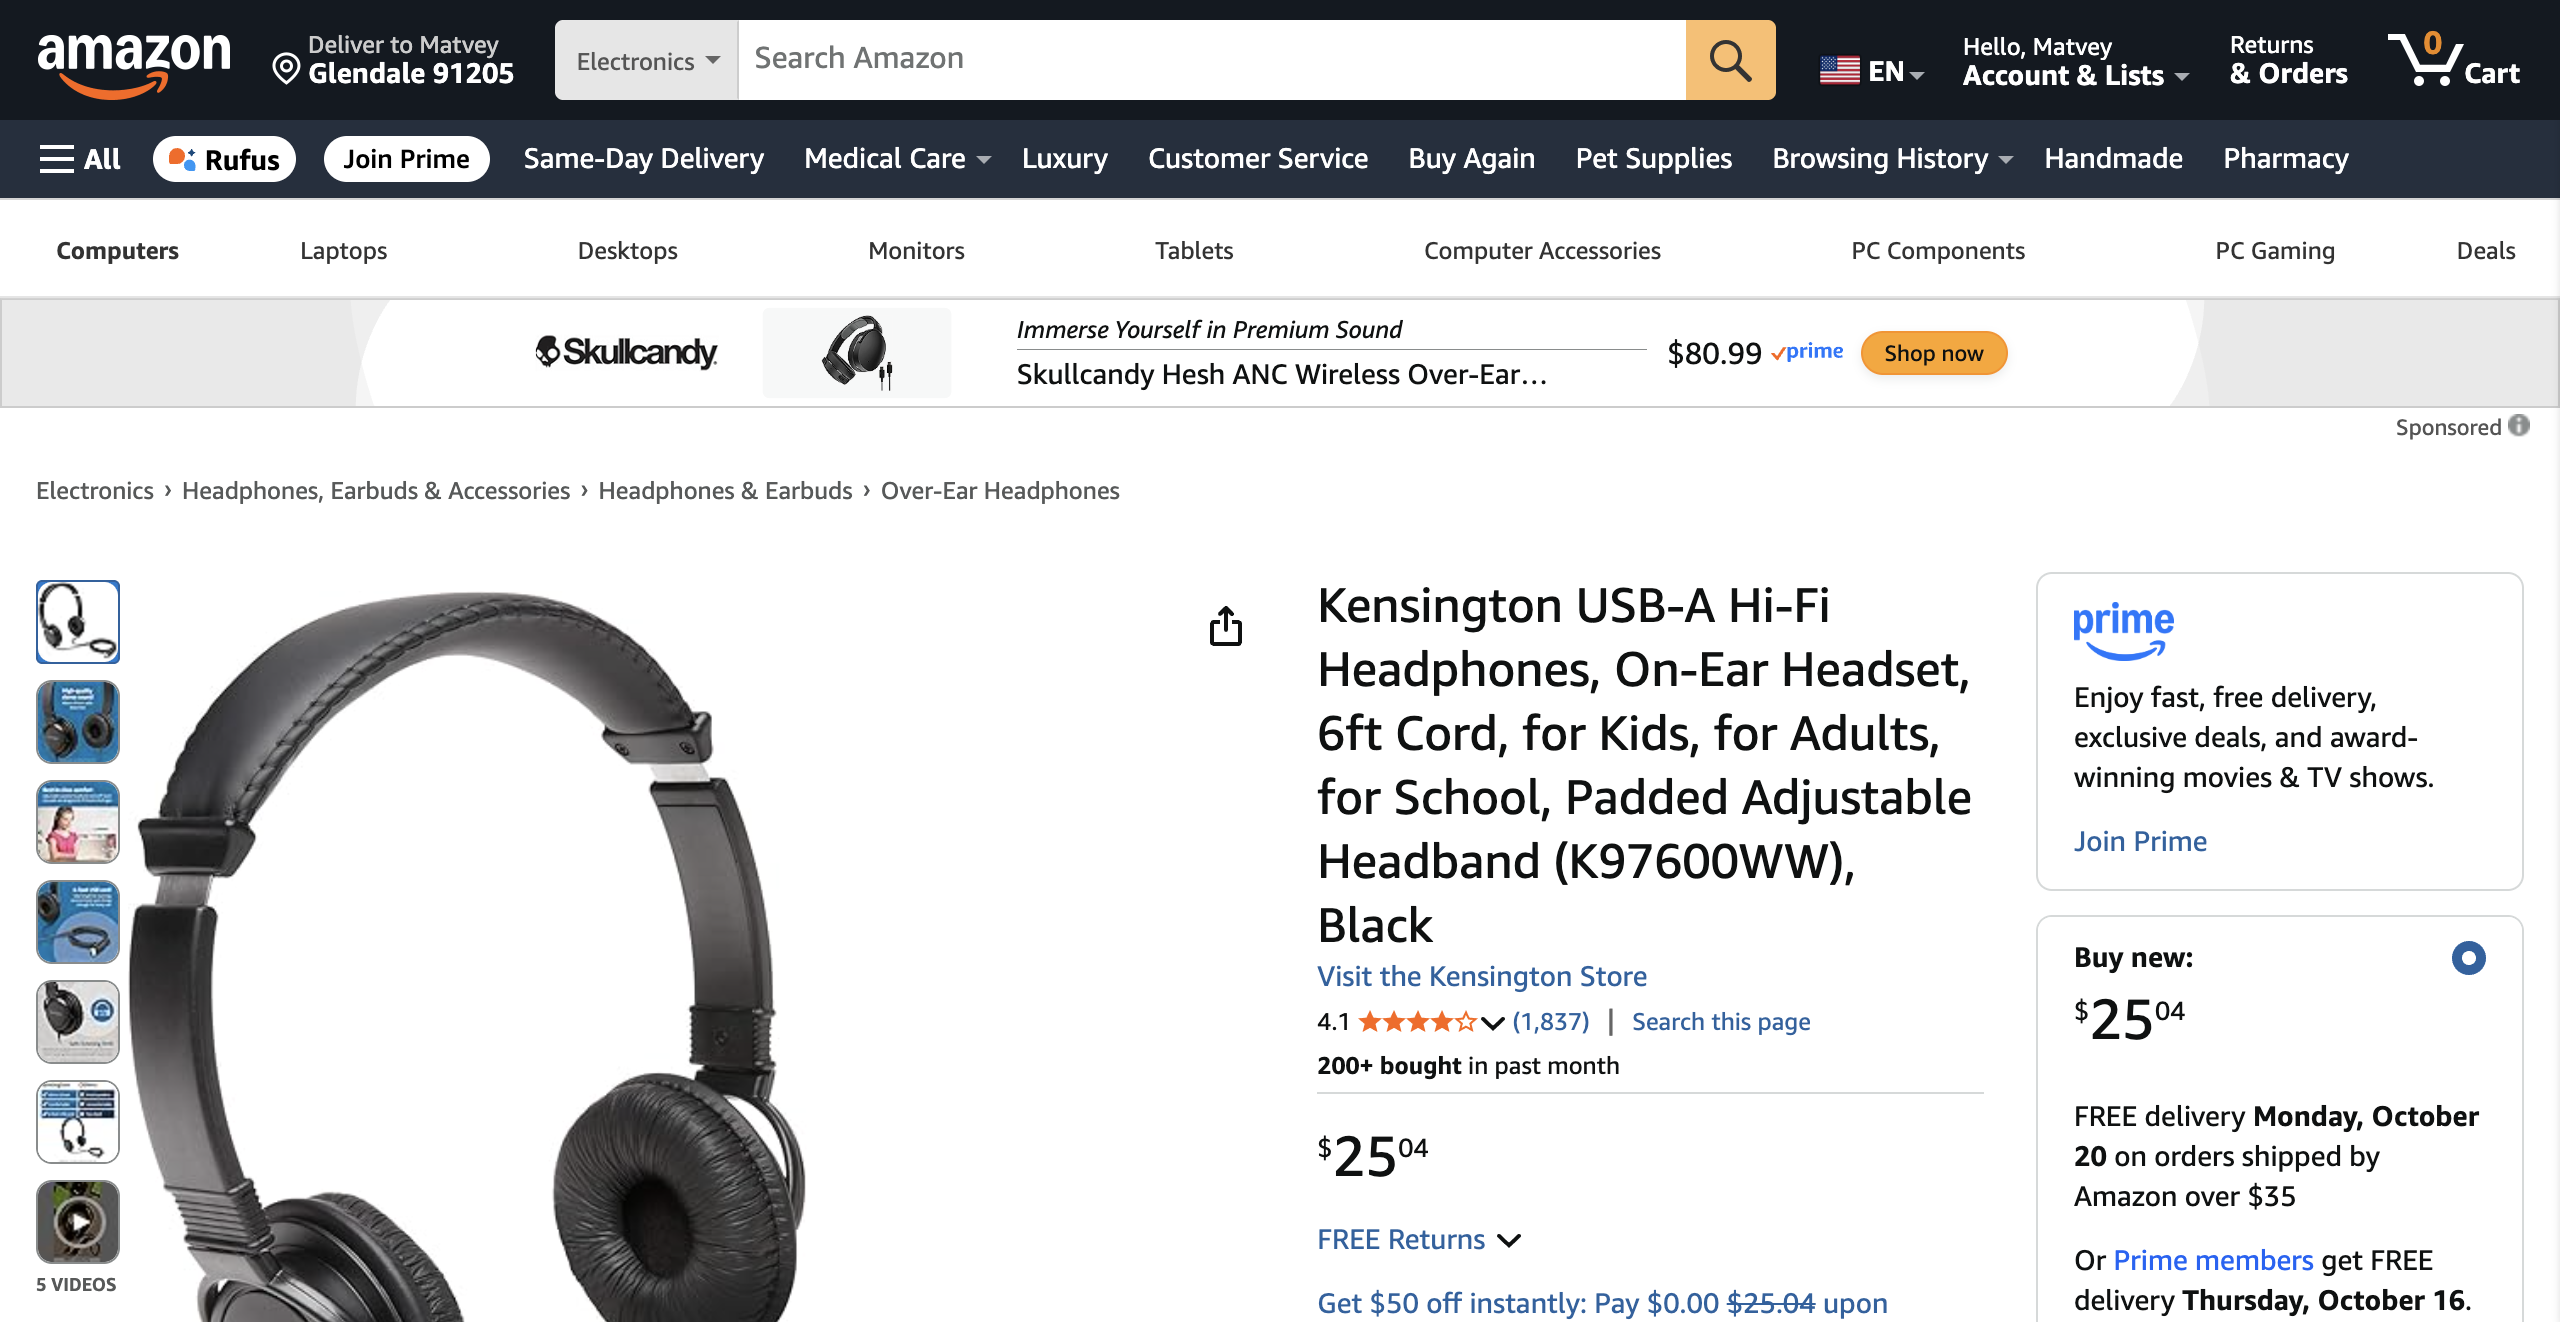 amazon
Deliver to Matvey
Glendale 91205
Electronics
Search Amazon
EN
Hello, Matvey
Account & Lists
Returns
& Orders
0
Cart
All
Rufus
Join Prime
Same-Day Delivery
Medical Care
Luxury
Customer Service
Buy Again
Pet Supplies
Browsing History
Handmade
Pharmacy
Computers
Laptops
Desktops
Monitors
Tablets
Computer Accessories
PC Components
PC Gaming
Deals
Skullcandy
Immerse Yourself in Premium Sound
Skullcandy Hesh ANC Wireless Over-Ear…
$80.99 prime
Shop now
Sponsored
Electronics › Headphones, Earbuds & Accessories › Headphones & Earbuds › Over-Ear Headphones
5 VIDEOS
Kensington USB-A Hi-Fi
Headphones, On-Ear Headset,
6ft Cord, for Kids, for Adults,
for School, Padded Adjustable
Headband (K97600WW),
Black
Visit the Kensington Store
4.1 (1,837) | Search this page
200+ bought in past month
$25 04
FREE Returns
Get $50 off instantly: Pay $0.00 $25.04 upon
prime
Enjoy fast, free delivery,
exclusive deals, and award-
winning movies & TV shows.
Join Prime
Buy new:
$25 04
FREE delivery Monday, October
20 on orders shipped by
Amazon over $35
Or Prime members get FREE
delivery Thursday, October 16.